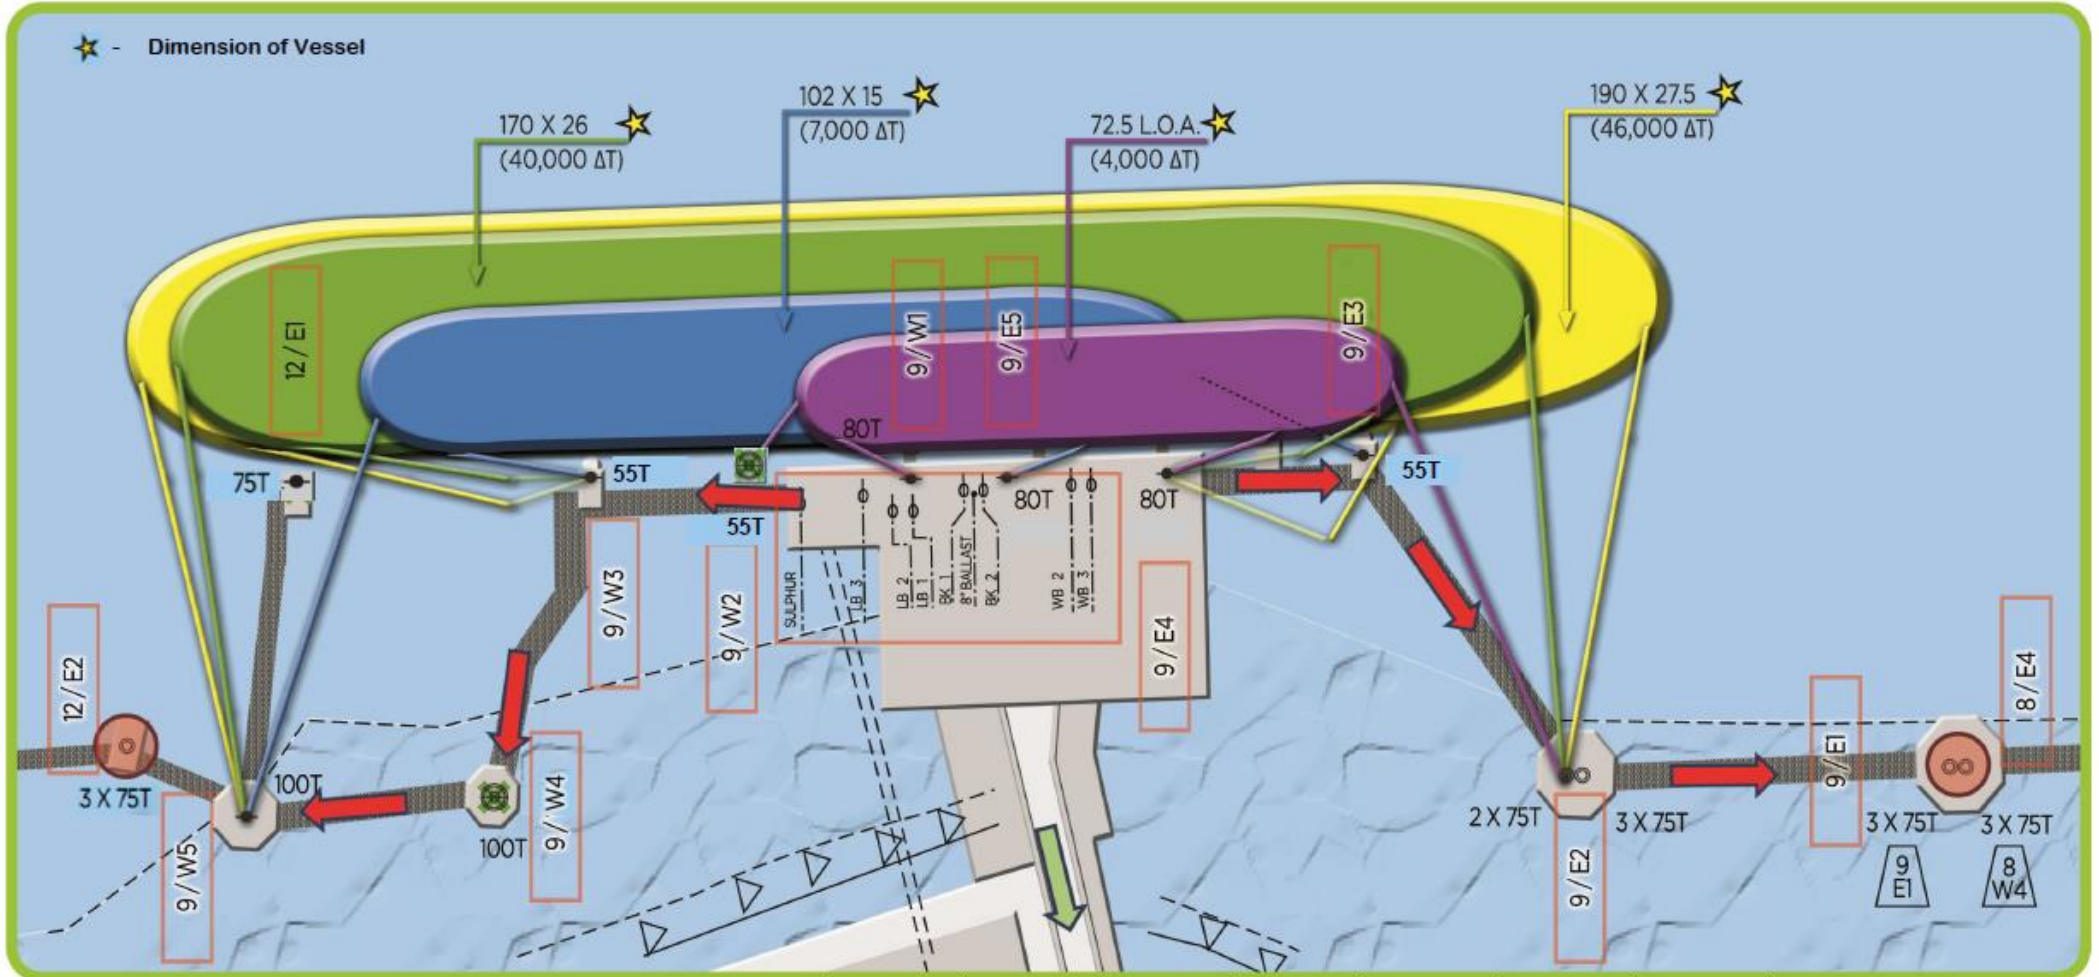 - Dimension of Vessel
170 X 26
(40,000 ΔT)
102 X 15
(7,000 ΔT)
72.5 L.O.A.
(4,000 ΔT)
190 X 27.5
(46,000 ΔT)
12/E1
9/W1
9/E5
9/E3
80T
75T
55T
55T
80T
80T
55T
SULPHUR
LB 3
LB 2
LB 1
BK 1
8" BALLAST
BK 2
WB 2
WB 3
9/W3
9/W2
9/E4
12/E2
3 X 75T
100T
9/W5
100T
9/W4
2 X 75T
3 X 75T
9/E2
9/E1
8/E4
3 X 75T
3 X 75T
9
E1
8
W4